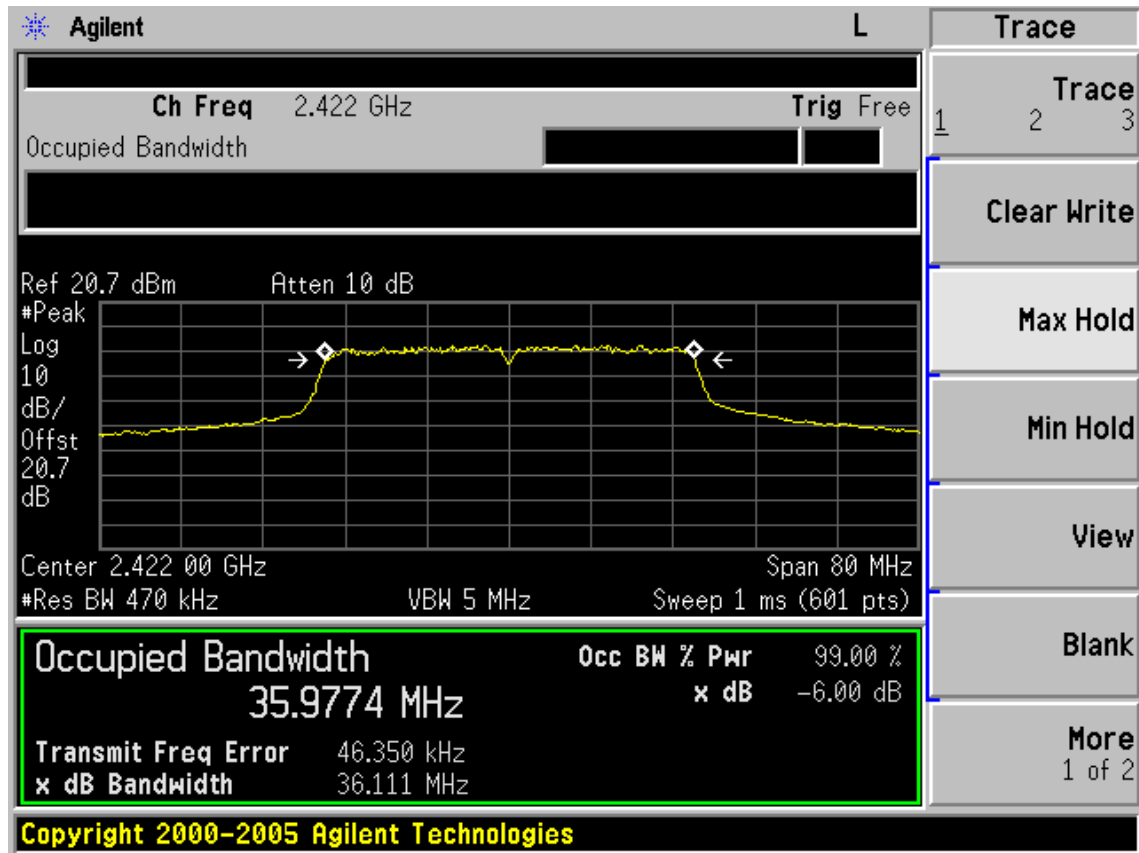 Agilent L Trace
Ch Freq 2.422 GHz Trig Free
Occupied Bandwidth
Trace
1 2 3
Clear Write
Max Hold
Min Hold
View
Blank
More
1 of 2
Ref 20.7 dBm Atten 10 dB
#Peak
Log
10
dB/
Offst
20.7
dB
Center 2.422 00 GHz Span 80 MHz
#Res BW 470 kHz VBW 5 MHz Sweep 1 ms (601 pts)
Occupied Bandwidth Occ BW % Pwr 99.00 %
35.9774 MHz x dB -6.00 dB
Transmit Freq Error 46.350 kHz
x dB Bandwidth 36.111 MHz
Copyright 2000-2005 Agilent Technologies